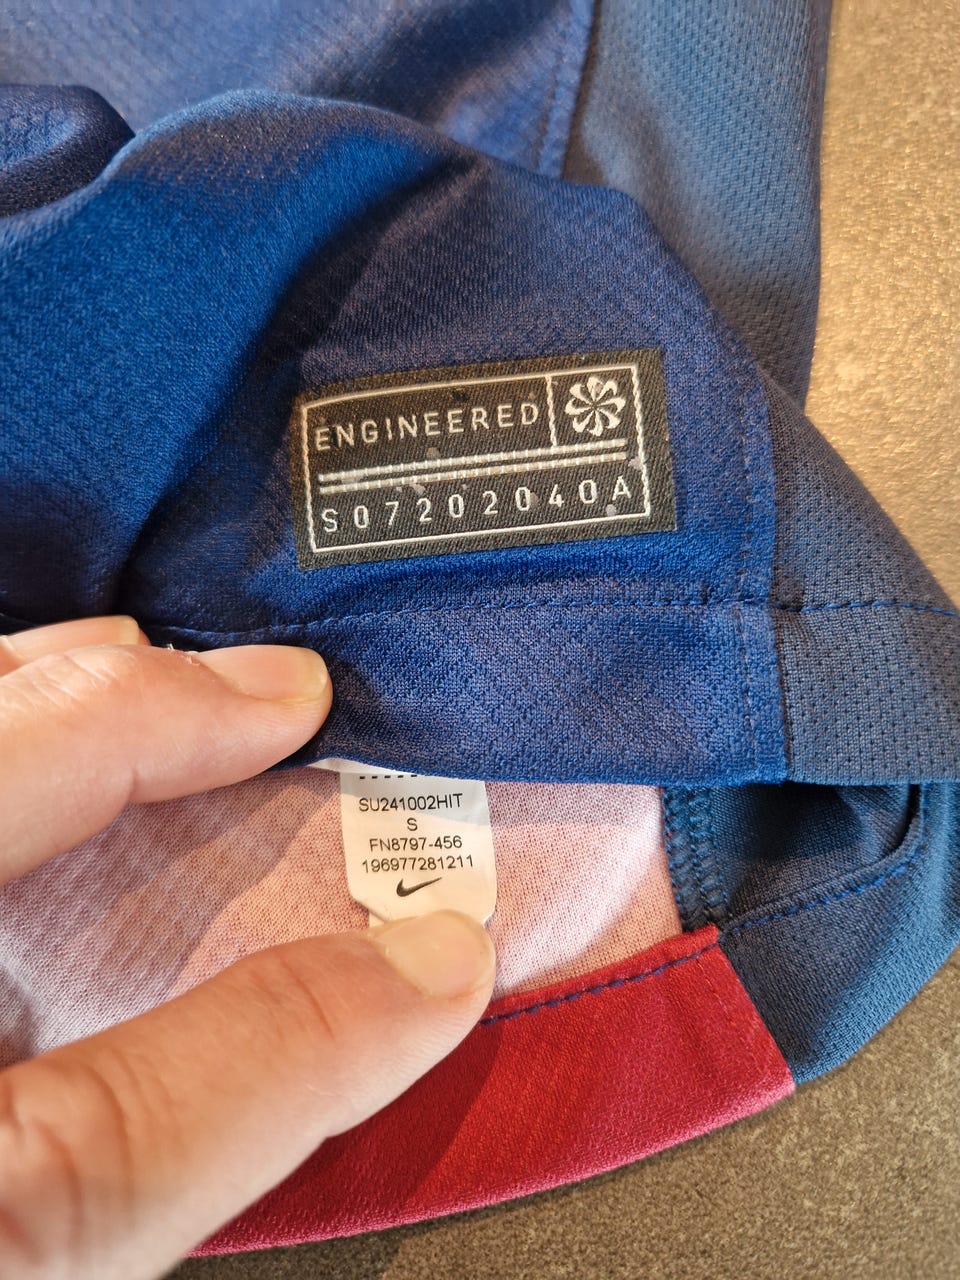 ENGINEERED
S07202040A
SU241002HIT
S
FN8797-456
196977281211